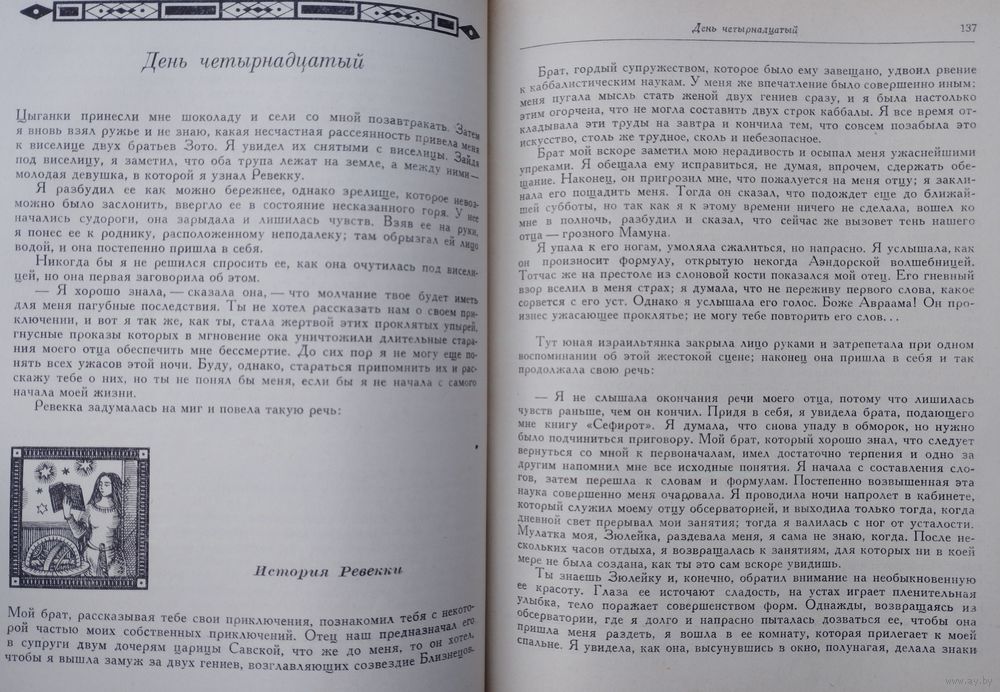 День четырнадцатый
Цыганки принесли мне шоколаду и сели со мной позавтракать. Затем
я вновь взял ружье и не знаю, какая несчастная рассеянность привела меня
к виселице двух братьев Зото. Я увидел их снятыми с виселицы. Зайдя
под виселицу, я заметил, что оба трупа лежат на земле, а между ними —
молодая девушка, в которой я узнал Ревекку.
Я разбудил ее как можно бережнее, однако зрелище, которое невоз-
можно было заслонить, ввергло ее в состояние несказанного горя. У нее
начались судороги, она зарыдала и лишилась чувств. Взяв ее на руки,
я понес ее к роднику, расположенному неподалеку; там обрызгал ей лицо
водой, и она постепенно пришла в себя.
Никогда бы я не решился спросить ее, как она очутилась под висели-
цей, но она первая заговорила об этом.
— Я хорошо знала, — сказала она, — что молчание твое будет иметь
для меня пагубные последствия. Ты не хотел рассказать нам о своем при-
ключении, и вот я так же, как ты, стала жертвой этих проклятых упырей,
гнусные проказы которых в мгновение ока уничтожили длительные стара-
ния моего отца обеспечить мне бессмертие. До сих пор я не могу еще по-
нять всех ужасов этой ночи. Буду, однако, стараться припомнить их и рас-
скажу тебе о них, но ты не понял бы меня, если бы я не начала с самого
начала моей жизни.
Ревекка задумалась на миг и повела такую речь:
История Ревекки
Мой брат, рассказывая тебе свои приключения, познакомил тебя с некото-
рой частью моих собственных приключений. Отец наш предназначал его
в супруги двум дочерям царицы Савской, что же до меня, то он хотел,
чтобы я вышла замуж за двух гениев, возглавляющих созвездие Близнецов.
День четырнадцатый 137
Брат, гордый супружеством, которое было ему завещано, удвоил рвение
к каббалистическим наукам. У меня же впечатление было совершенно иным:
меня пугала мысль стать женой двух гениев сразу, и я была настолько
этим огорчена, что не могла составить двух строк каббалы. Я все время от-
кладывала эти труды на завтра и кончила тем, что совсем позабыла это
искусство, столь же трудное, сколь и небезопасное.
Брат мой вскоре заметил мою нерадивость и осыпал меня ужаснейшими
упреками. Я обещала ему исправиться, не думая, впрочем, сдержать обе-
щание. Наконец, он пригрозил мне, что пожалуется на меня отцу; я закли-
нала его пощадить меня. Тогда он сказал, что подождет еще до ближай-
шей субботы, но так как я к этому времени ничего не сделала, вошел ко
мне в полночь, разбудил и сказал, что сейчас же вызовет тень нашего
отца — грозного Мамуна.
Я упала к его ногам, умоляла сжалиться, но напрасно. Я услышала, как
он произносит формулу, открытую некогда Аэндорской волшебницей.
Тотчас же на престоле из слоновой кости показался мой отец. Его гневный
взор вселил в меня страх; я думала, что не переживу первого слова, какое
сорвется с его уст. Однако я услышала его голос. Боже Авраама! Он про-
изнес ужасающее проклятье; не могу тебе повторить его слов...
Тут юная израильтянка закрыла лицо руками и затрепетала при одном
воспоминании об этой жестокой сцене; наконец она пришла в себя и так
продолжала свою речь:
— Я не слышала окончания речи моего отца, потому что лишилась
чувств раньше, чем он кончил. Придя в себя, я увидела брата, подающего
мне книгу «Сефирот». Я думала, что снова упаду в обморок, но нужно
было подчиниться приговору. Мой брат, который хорошо знал, что следует
вернуться со мной к первоначалам, имел достаточно терпения и одно за
другим напомнил мне все исходные понятия. Я начала с составления сло-
гов, затем перешла к словам и формулам. Постепенно возвышенная эта
наука совершенно меня очаровала. Я проводила ночи напролет в кабинете,
который служил моему отцу обсерваторией, и выходила только тогда, когда
дневной свет прерывал мои занятия; тогда я валилась с ног от усталости.
Мулатка моя, Зюлейка, раздевала меня, я сама не знаю, когда. После не-
скольких часов отдыха, я возвращалась к занятиям, для которых ни в коей
мере не была создана, как ты это сам вскоре увидишь.
Ты знаешь Зюлейку и, конечно, обратил внимание на необыкновенную
ее красоту. Глаза ее источают сладость, на устах играет пленительная
улыбка, тело поражает совершенством форм. Однажды, возвращаясь из
обсерватории, где я долго и напрасно пыталась дозваться ее, чтобы она
пришла меня раздеть, я вошла в ее комнату, которая прилегает к моей
спальне. Я увидела, как она, высунувшись в окно, полунагая, делала знаки
www.ay.by